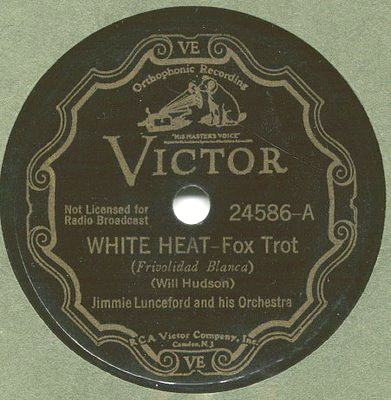 VE
Orthophonic Recording
"HIS MASTER'S VOICE"
VICTOR
Not Licensed for
Radio Broadcast
24586-A
WHITE HEAT-Fox Trot
(Frivolidad Blanca)
(Will Hudson)
Jimmie Lunceford and his Orchestra
RCA Victor Company, Inc.
Camden, N.J.
VE